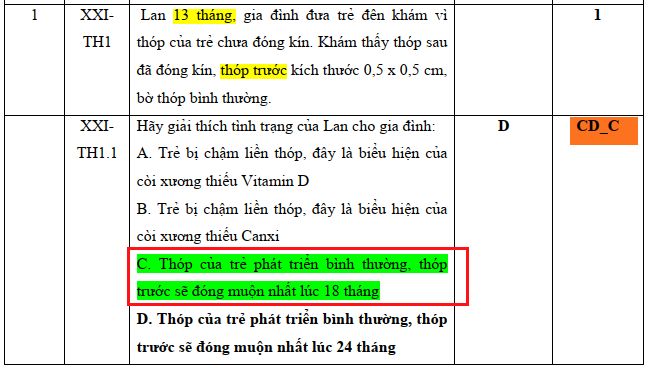 1
XXI-
TH1
Lan 13 tháng, gia đình đưa trẻ đên khám vì
thóp của trẻ chưa đóng kín. Khám thấy thóp sau
đã đóng kín, thóp trước kích thước 0,5 x 0,5 cm,
bờ thóp bình thường.
1
XXI-
TH1.1
Hãy giải thích tình trạng của Lan cho gia đình:
A. Trẻ bị chậm liền thóp, đây là biểu hiện của
còi xương thiếu Vitamin D
B. Trẻ bị chậm liền thóp, đây là biểu hiện của
còi xương thiếu Canxi
C. Thóp của trẻ phát triển bình thường, thóp
trước sẽ đóng muộn nhất lúc 18 tháng
D. Thóp của trẻ phát triển bình thường, thóp
trước sẽ đóng muộn nhất lúc 24 tháng
D
CD_C